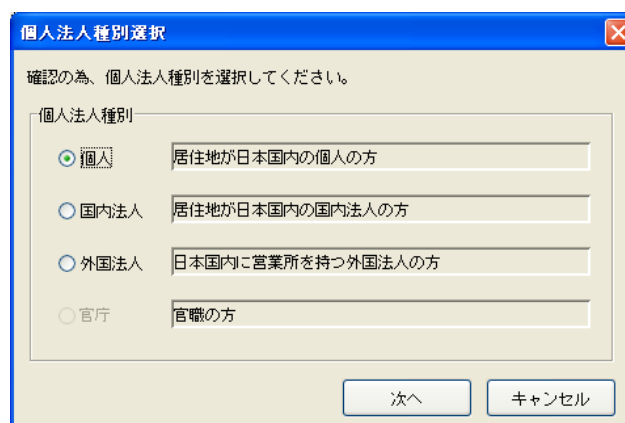 個人法人種別選択
確認の為、個人法人種別を選択してください。
個人法人種別
個人 居住地が日本国内の個人の方
国内法人 居住地が日本国内の国内法人の方
外国法人 日本国内に営業所を持つ外国法人の方
官庁 官職の方
次へ キャンセル